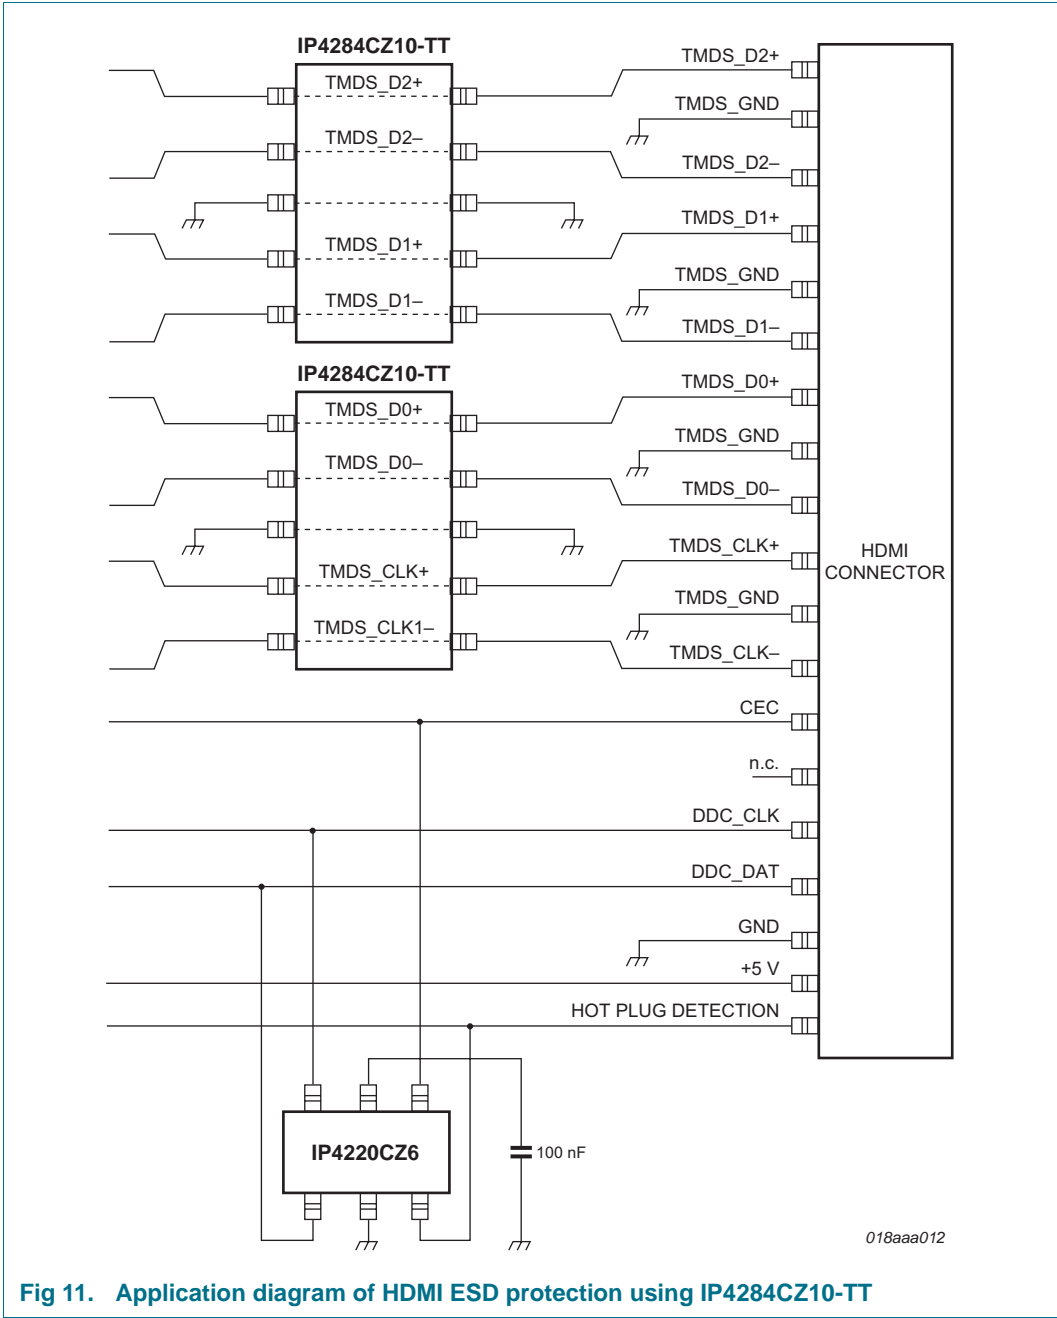 IP4284CZ10-TT
TMDS_D2+
TMDS_D2–
TMDS_D1+
TMDS_D1–
IP4284CZ10-TT
TMDS_D0+
TMDS_D0–
TMDS_CLK+
TMDS_CLK1–
TMDS_D2+
TMDS_GND
TMDS_D2–
TMDS_D1+
TMDS_GND
TMDS_D1–
TMDS_D0+
TMDS_GND
TMDS_D0–
TMDS_CLK+
TMDS_GND
TMDS_CLK–
CEC
n.c.
DDC_CLK
DDC_DAT
GND
+5 V
HOT PLUG DETECTION
HDMI
CONNECTOR
IP4220CZ6
100 nF
018aaa012
Fig 11. Application diagram of HDMI ESD protection using IP4284CZ10-TT